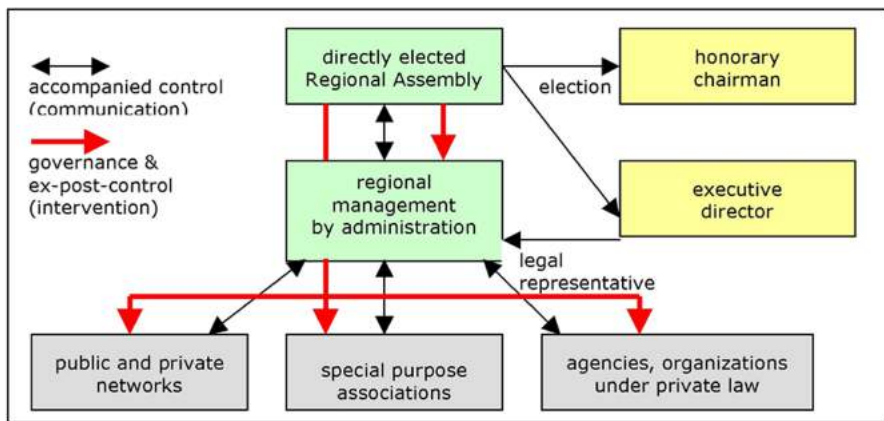 directly elected
Regional Assembly
honorary
chairman
election
accompanied control
(communication)
governance &
ex-post-control
(intervention)
regional
management
by administration
executive
director
legal
representative
public and private
networks
special purpose
associations
agencies, organizations
under private law